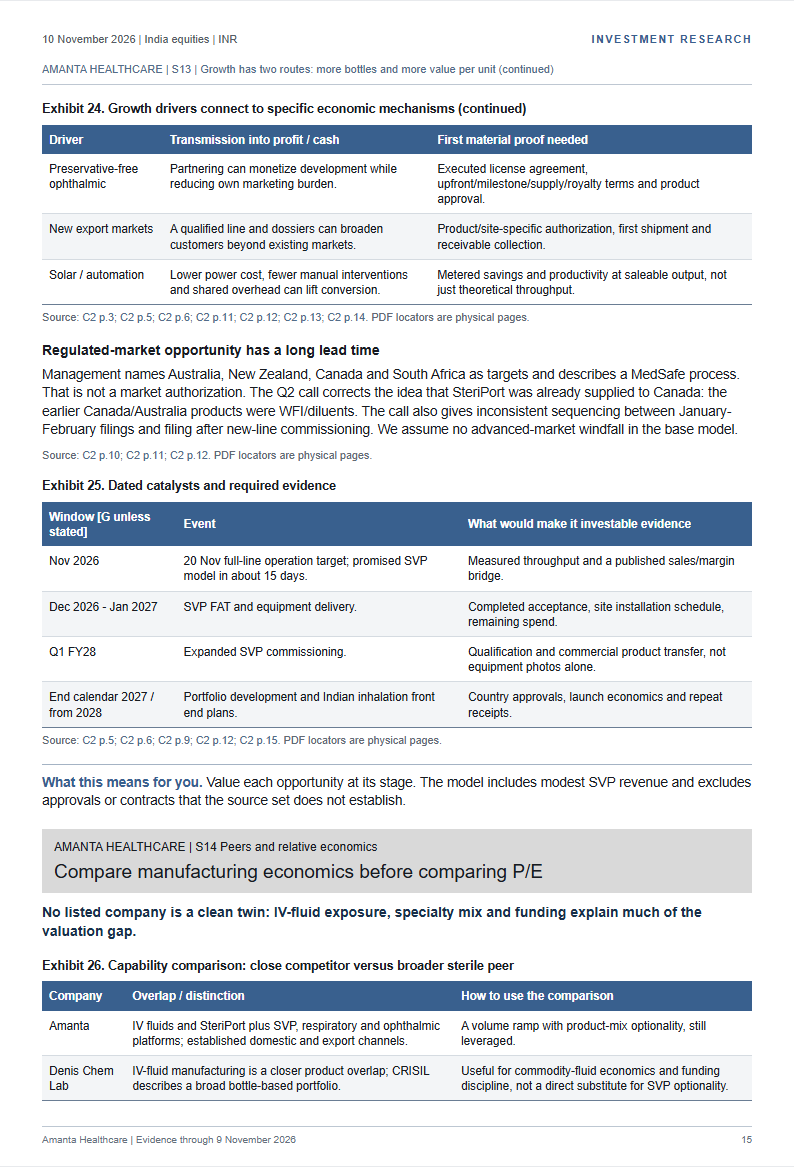 10 November 2026 | India equities | INR
INVESTMENT RESEARCH
AMANTA HEALTHCARE | S13 | Growth has two routes: more bottles and more value per unit (continued)
Exhibit 24. Growth drivers connect to specific economic mechanisms (continued)
Driver
Transmission into profit / cash
First material proof needed
Preservative-free
ophthalmic
Partnering can monetize development while
reducing own marketing burden.
Executed license agreement,
upfront/milestone/supply/royalty terms and product
approval.
New export markets
A qualified line and dossiers can broaden
customers beyond existing markets.
Product/site-specific authorization, first shipment and
receivable collection.
Solar / automation
Lower power cost, fewer manual interventions
and shared overhead can lift conversion.
Metered savings and productivity at saleable output, not
just theoretical throughput.
Source: C2 p.3; C2 p.5; C2 p.6; C2 p.11; C2 p.12; C2 p.13; C2 p.14. PDF locators are physical pages.
Regulated-market opportunity has a long lead time
Management names Australia, New Zealand, Canada and South Africa as targets and describes a MedSafe process.
That is not a market authorization. The Q2 call corrects the idea that SteriPort was already supplied to Canada: the
earlier Canada/Australia products were WFI/diluents. The call also gives inconsistent sequencing between January-
February filings and filing after new-line commissioning. We assume no advanced-market windfall in the base model.
Source: C2 p.10; C2 p.11; C2 p.12. PDF locators are physical pages.
Exhibit 25. Dated catalysts and required evidence
Window [G unless
stated]
Event
What would make it investable evidence
Nov 2026
20 Nov full-line operation target; promised SVP
model in about 15 days.
Measured throughput and a published sales/margin
bridge.
Dec 2026 - Jan 2027
SVP FAT and equipment delivery.
Completed acceptance, site installation schedule,
remaining spend.
Q1 FY28
Expanded SVP commissioning.
Qualification and commercial product transfer, not
equipment photos alone.
End calendar 2027 /
from 2028
Portfolio development and Indian inhalation front
end plans.
Country approvals, launch economics and repeat
receipts.
Source: C2 p.5; C2 p.6; C2 p.9; C2 p.12; C2 p.15. PDF locators are physical pages.
What this means for you. Value each opportunity at its stage. The model includes modest SVP revenue and excludes
approvals or contracts that the source set does not establish.
AMANTA HEALTHCARE | S14 Peers and relative economics
Compare manufacturing economics before comparing P/E
No listed company is a clean twin: IV-fluid exposure, specialty mix and funding explain much of the
valuation gap.
Exhibit 26. Capability comparison: close competitor versus broader sterile peer
Company
Overlap / distinction
How to use the comparison
Amanta
IV fluids and SteriPort plus SVP, respiratory and ophthalmic
platforms; established domestic and export channels.
A volume ramp with product-mix optionality, still
leveraged.
Denis Chem
Lab
IV-fluid manufacturing is a closer product overlap; CRISIL
describes a broad bottle-based portfolio.
Useful for commodity-fluid economics and funding
discipline, not a direct substitute for SVP optionality.
Amanta Healthcare | Evidence through 9 November 2026
15